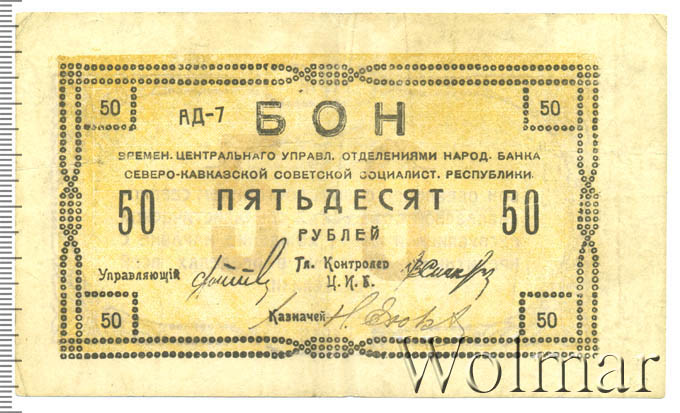 50 АД-7 БОН 50
ВРЕМЕН. ЦЕНТРАЛЬНАГО УПРАВЛ. ОТДЕЛЕНИЯМИ НАРОД. БАНКА
СЕВЕРО-КАВКАЗСКОЙ СОВЕТСКОЙ СОЦИАЛИСТ. РЕСПУБЛИКИ.
50 ПЯТЬДЕСЯТ 50
РУБЛЕЙ
Управляющій Гл. Контролер
Ц. И. Б.
Казначей
50 50
Wolmar